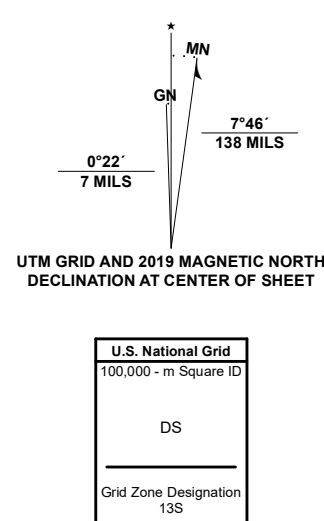 ★
MN
GN
7°46´
138 MILS
0°22´
7 MILS
UTM GRID AND 2019 MAGNETIC NORTH
DECLINATION AT CENTER OF SHEET
U.S. National Grid
100,000 - m Square ID
DS
Grid Zone Designation
13S